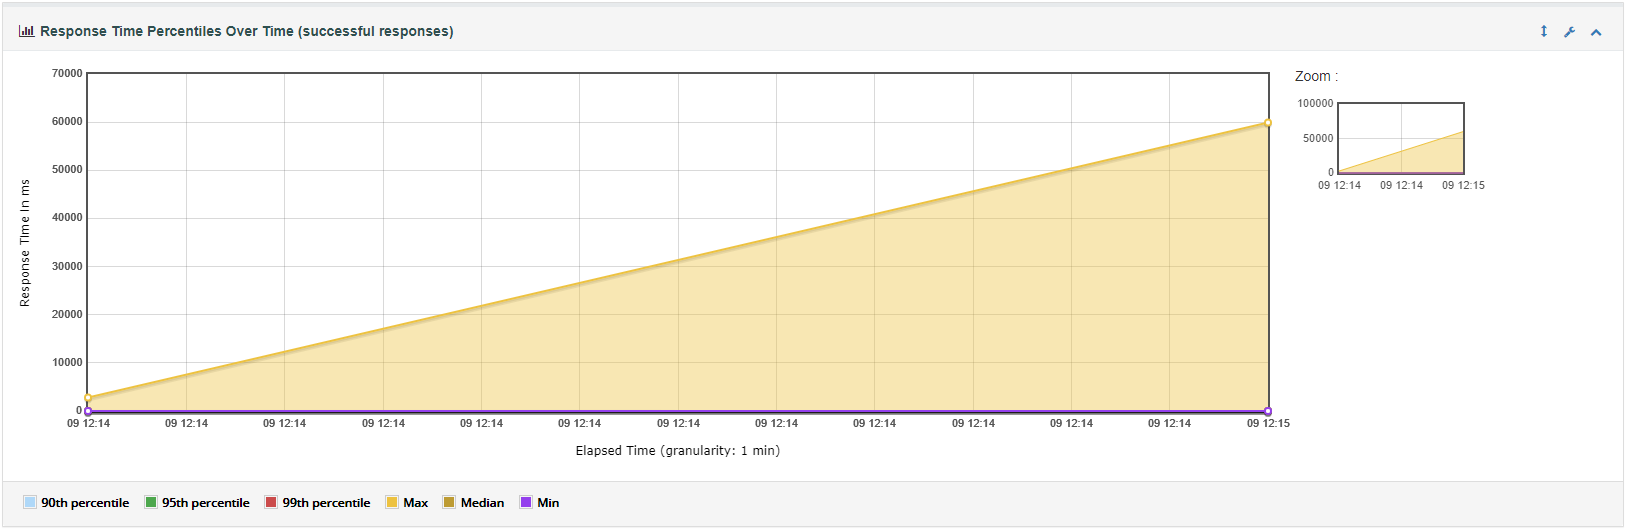 Response Time Percentiles Over Time (successful responses)
Zoom :
70000
60000
50000
40000
30000
20000
10000
0
Response Time In ms
09 12:14 09 12:14 09 12:14 09 12:14 09 12:14 09 12:14 09 12:14 09 12:14 09 12:14 09 12:14 09 12:14 09 12:14 09 12:15
Elapsed Time (granularity: 1 min)
100000
50000
0
09 12:14 09 12:14 09 12:15
90th percentile 95th percentile 99th percentile Max Median Min